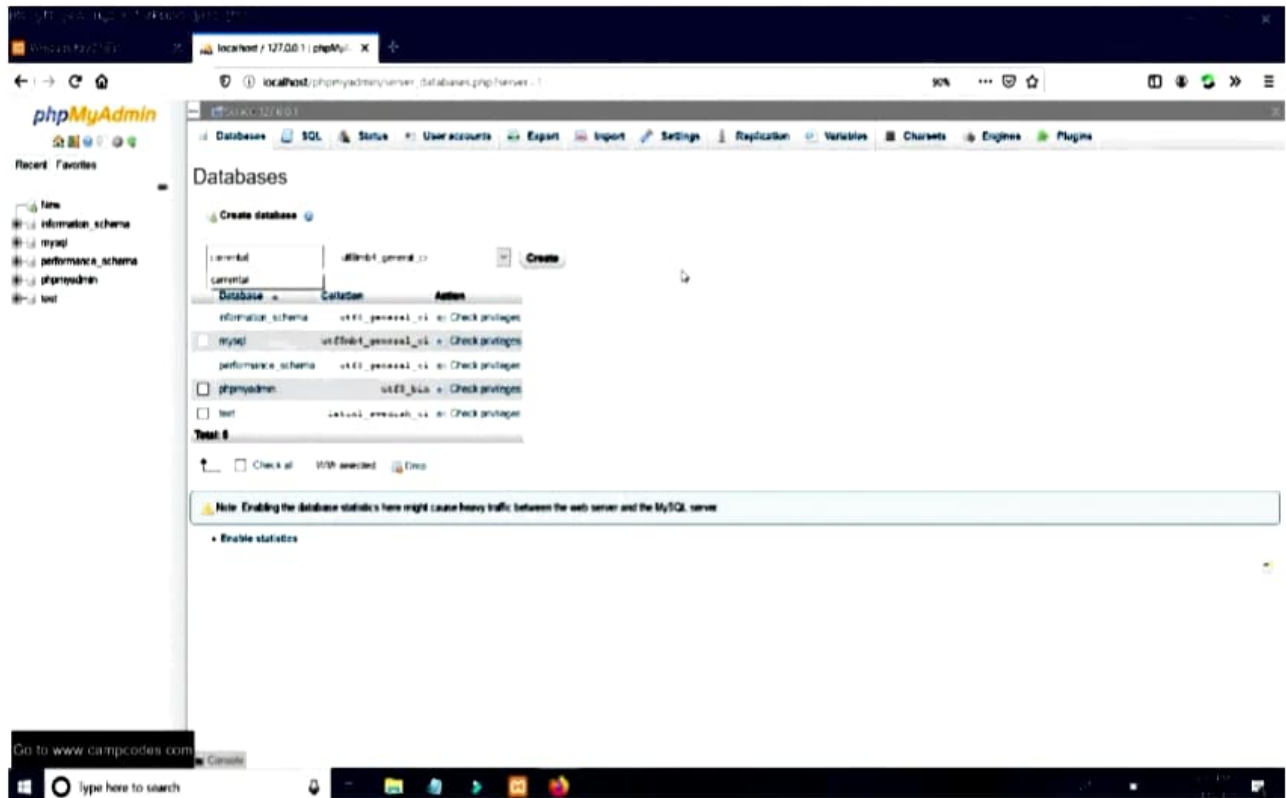 localhost / 127.0.0.1 | phpMy
localhost/phpmyadmin/server_databases.php?server=1
90%
phpMyAdmin
Databases SQL Status User accounts Export Import Settings Replication Variables Charsets Engines Plugins
Recent Favorites
Databases
New
information_schema
mysql
performance_schema
phpmyadmin
test
Create database
carrental utf8mb4_general_ci Create
carrental
Database Collation Action
information_schema utf8_general_ci Check privileges
mysql utf8mb4_general_ci Check privileges
performance_schema utf8_general_ci Check privileges
phpmyadmin utf8_bin Check privileges
test latin1_swedish_ci Check privileges
Total: 5
Check all With selected: Drop
Note: Enabling the database statistics here might cause heavy traffic between the web server and the MySQL server.
Enable statistics
Go to www.campcodes.com
Console
Type here to search